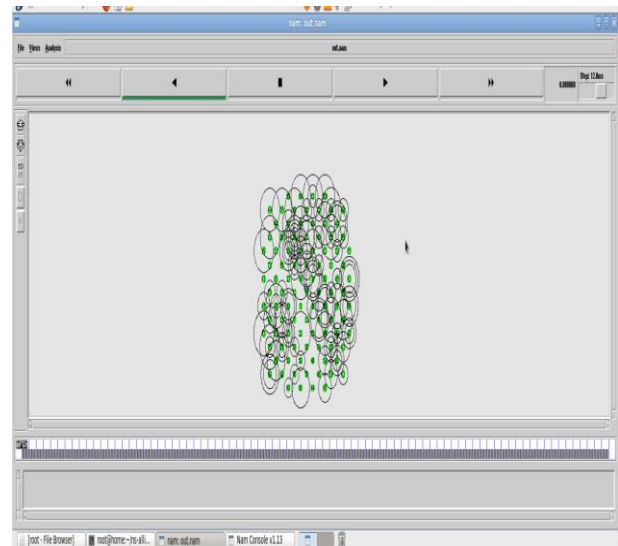 nam: out.nam
File Views Analysis
out.nam
0.000000
Step: 12.0ms
[root - File Browser]
root@home:~/ns-alli...
nam: out.nam
Nam Console v1.13